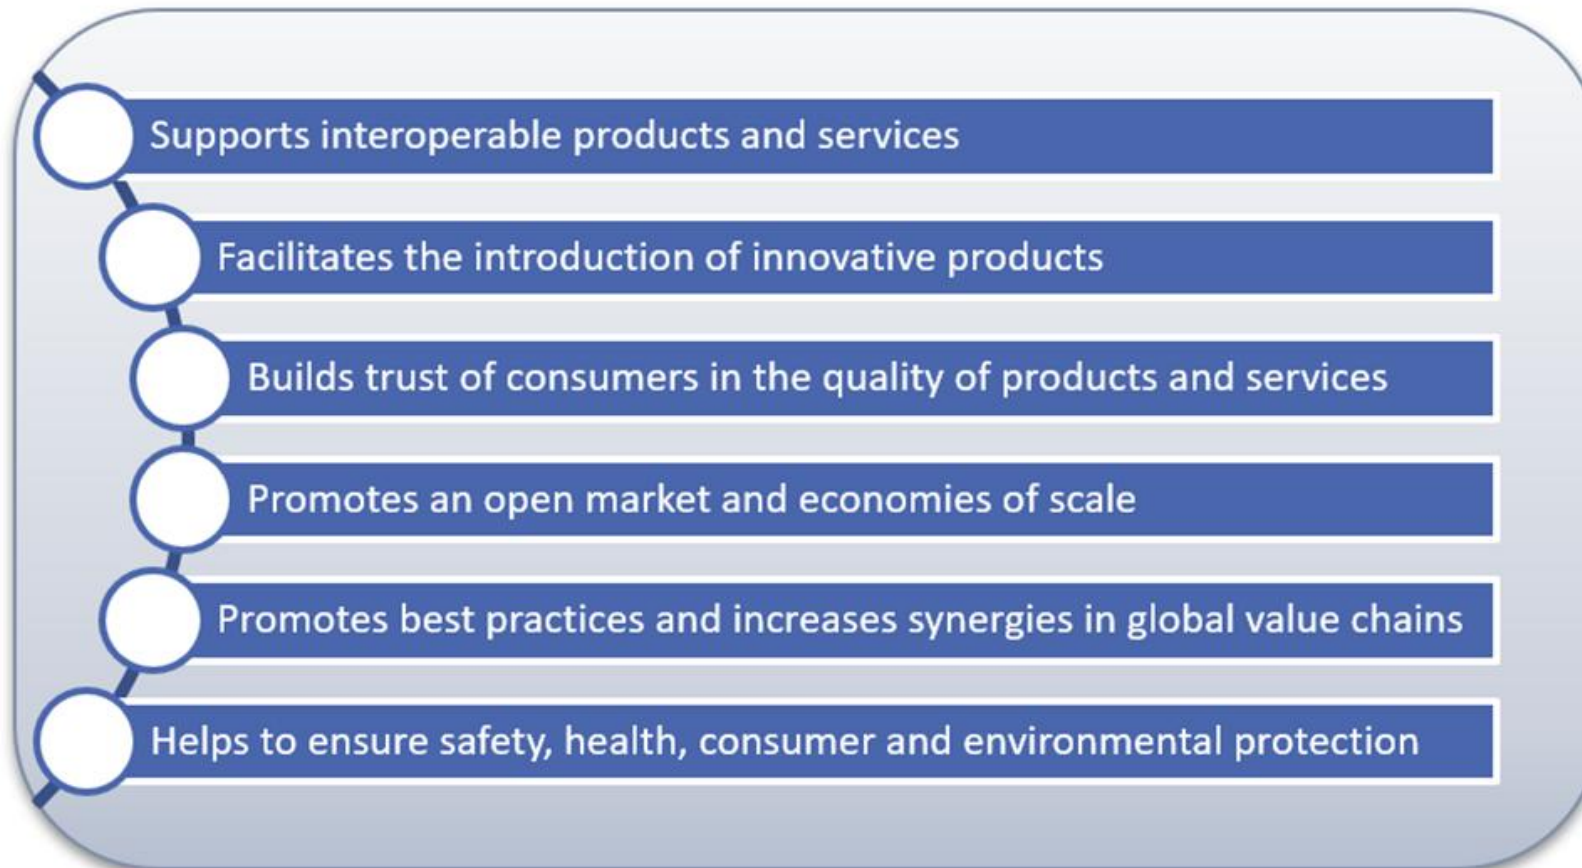 Supports interoperable products and services
Facilitates the introduction of innovative products
Builds trust of consumers in the quality of products and services
Promotes an open market and economies of scale
Promotes best practices and increases synergies in global value chains
Helps to ensure safety, health, consumer and environmental protection